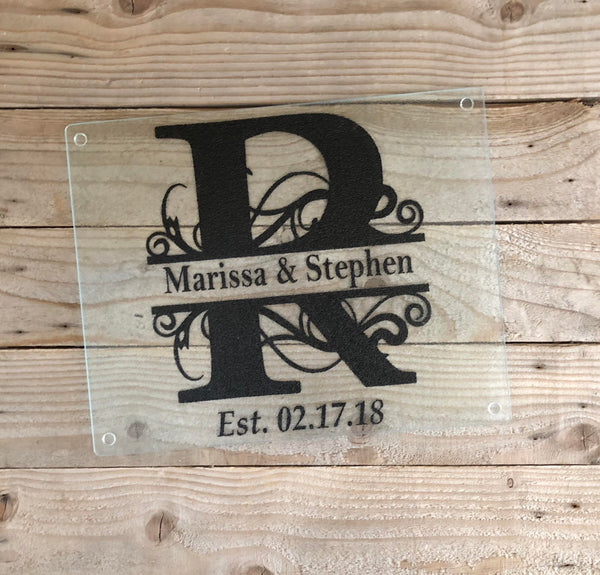 R
Marissa & Stephen
Est. 02.17.18